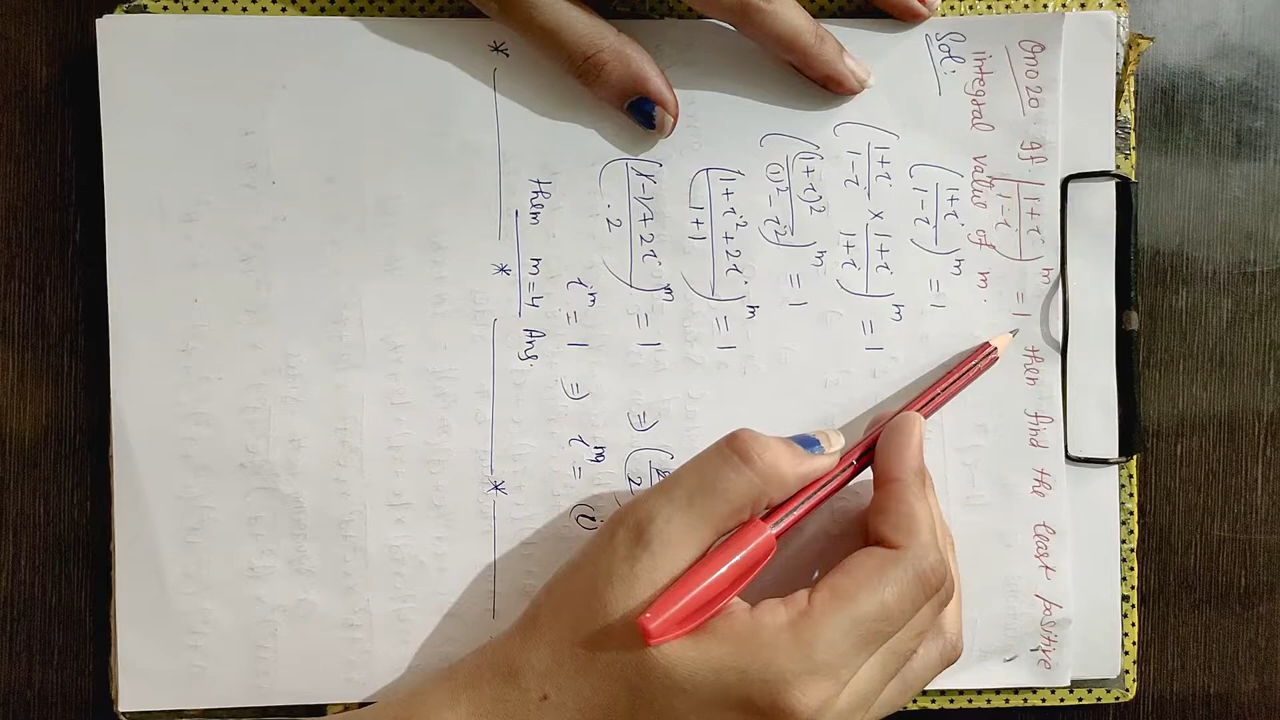 Qno 20 If (1+i/1-i)^m = 1 then find the least positive
integral value of m.
Sol:
(1+i/1-i)^m = 1
(1+i/1-i × 1+i/1+i)^m = 1
((1+i)^2/(1)^2-i^2)^m = 1
(1+i^2+2i/1+1)^m = 1
(1-1+2i/2)^m = 1 ⇒ (
i^m = 1 ⇒ i^m = (i)
then m=4 Ans.
* * *